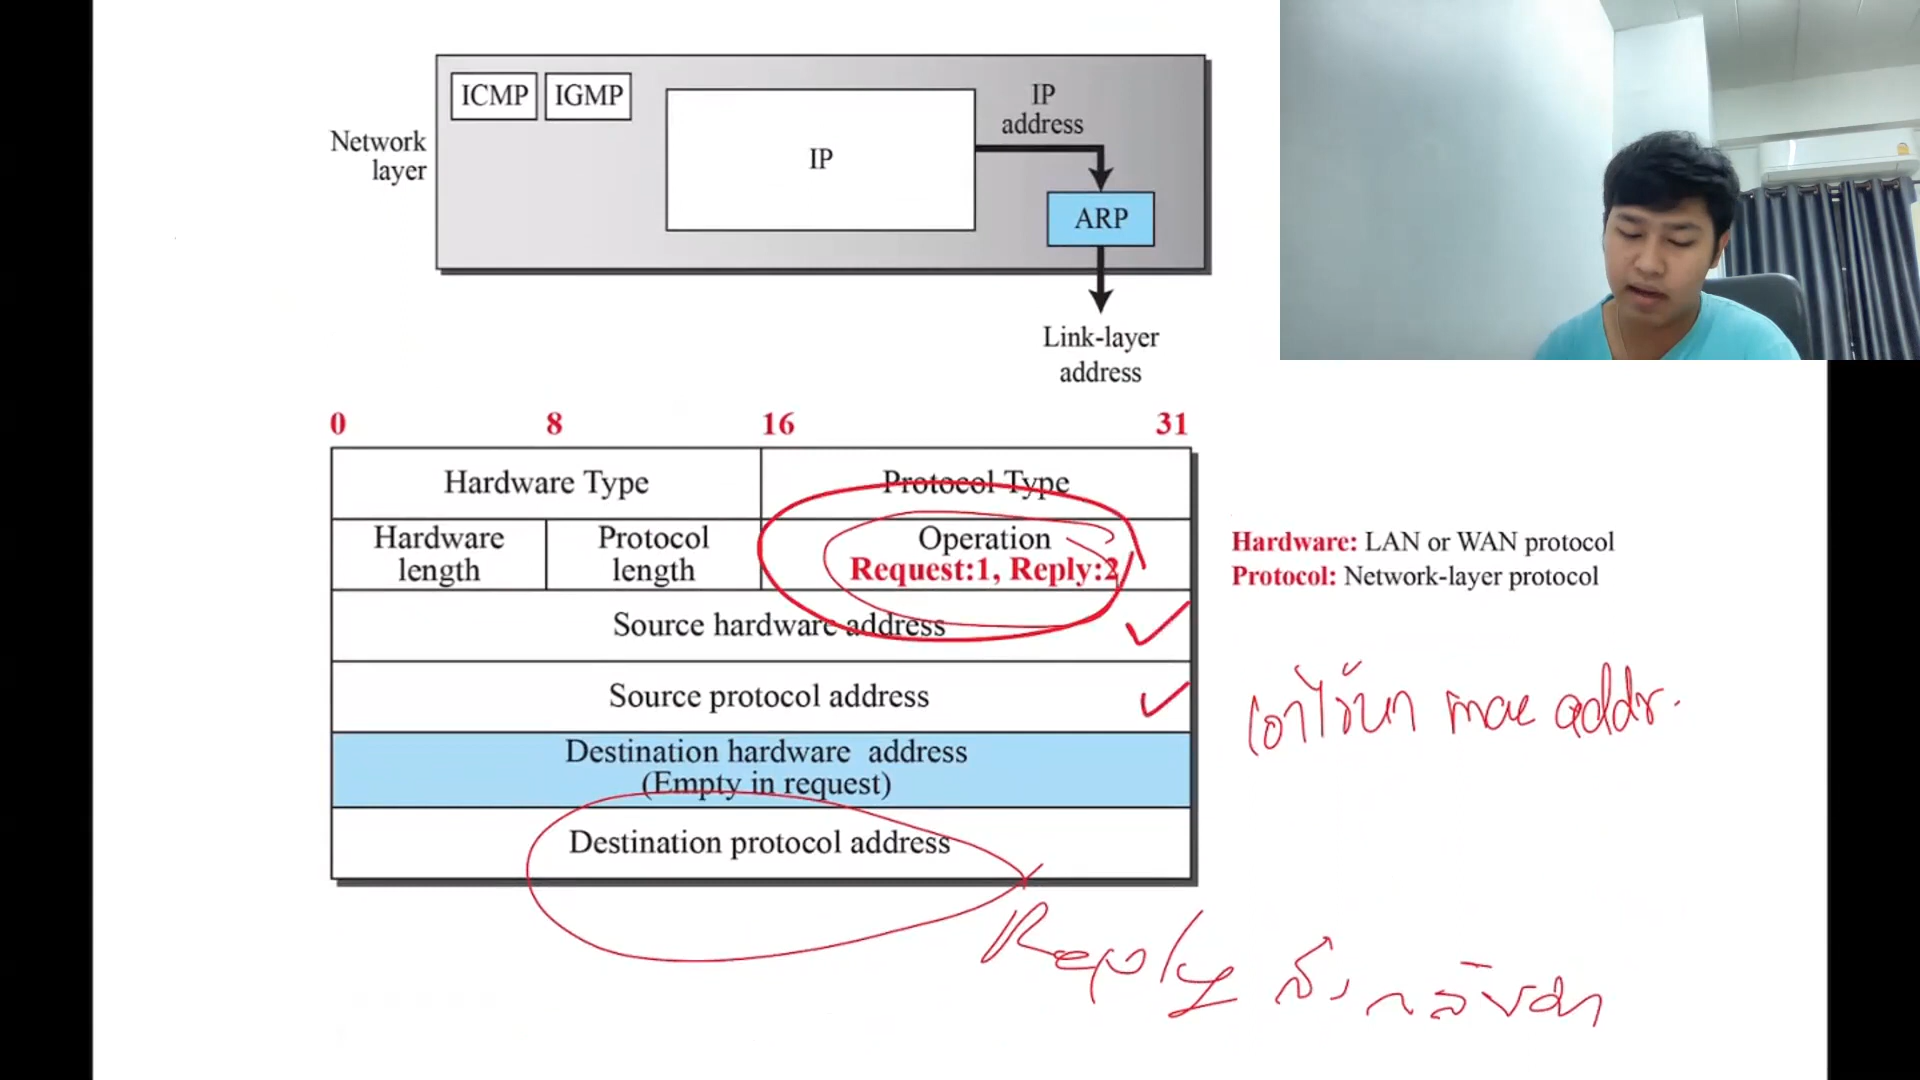 ICMP
IGMP
Network
layer
IP
IP
address
ARP
Link-layer
address
0 8 16 31
Hardware Type
Protocol Type
Hardware
length
Protocol
length
Operation
Request:1, Reply:2
Source hardware address
Source protocol address
Destination hardware address
(Empty in request)
Destination protocol address
Hardware: LAN or WAN protocol
Protocol: Network-layer protocol
เอาไว้หา mac addr.
Reply ส่งกลับมา